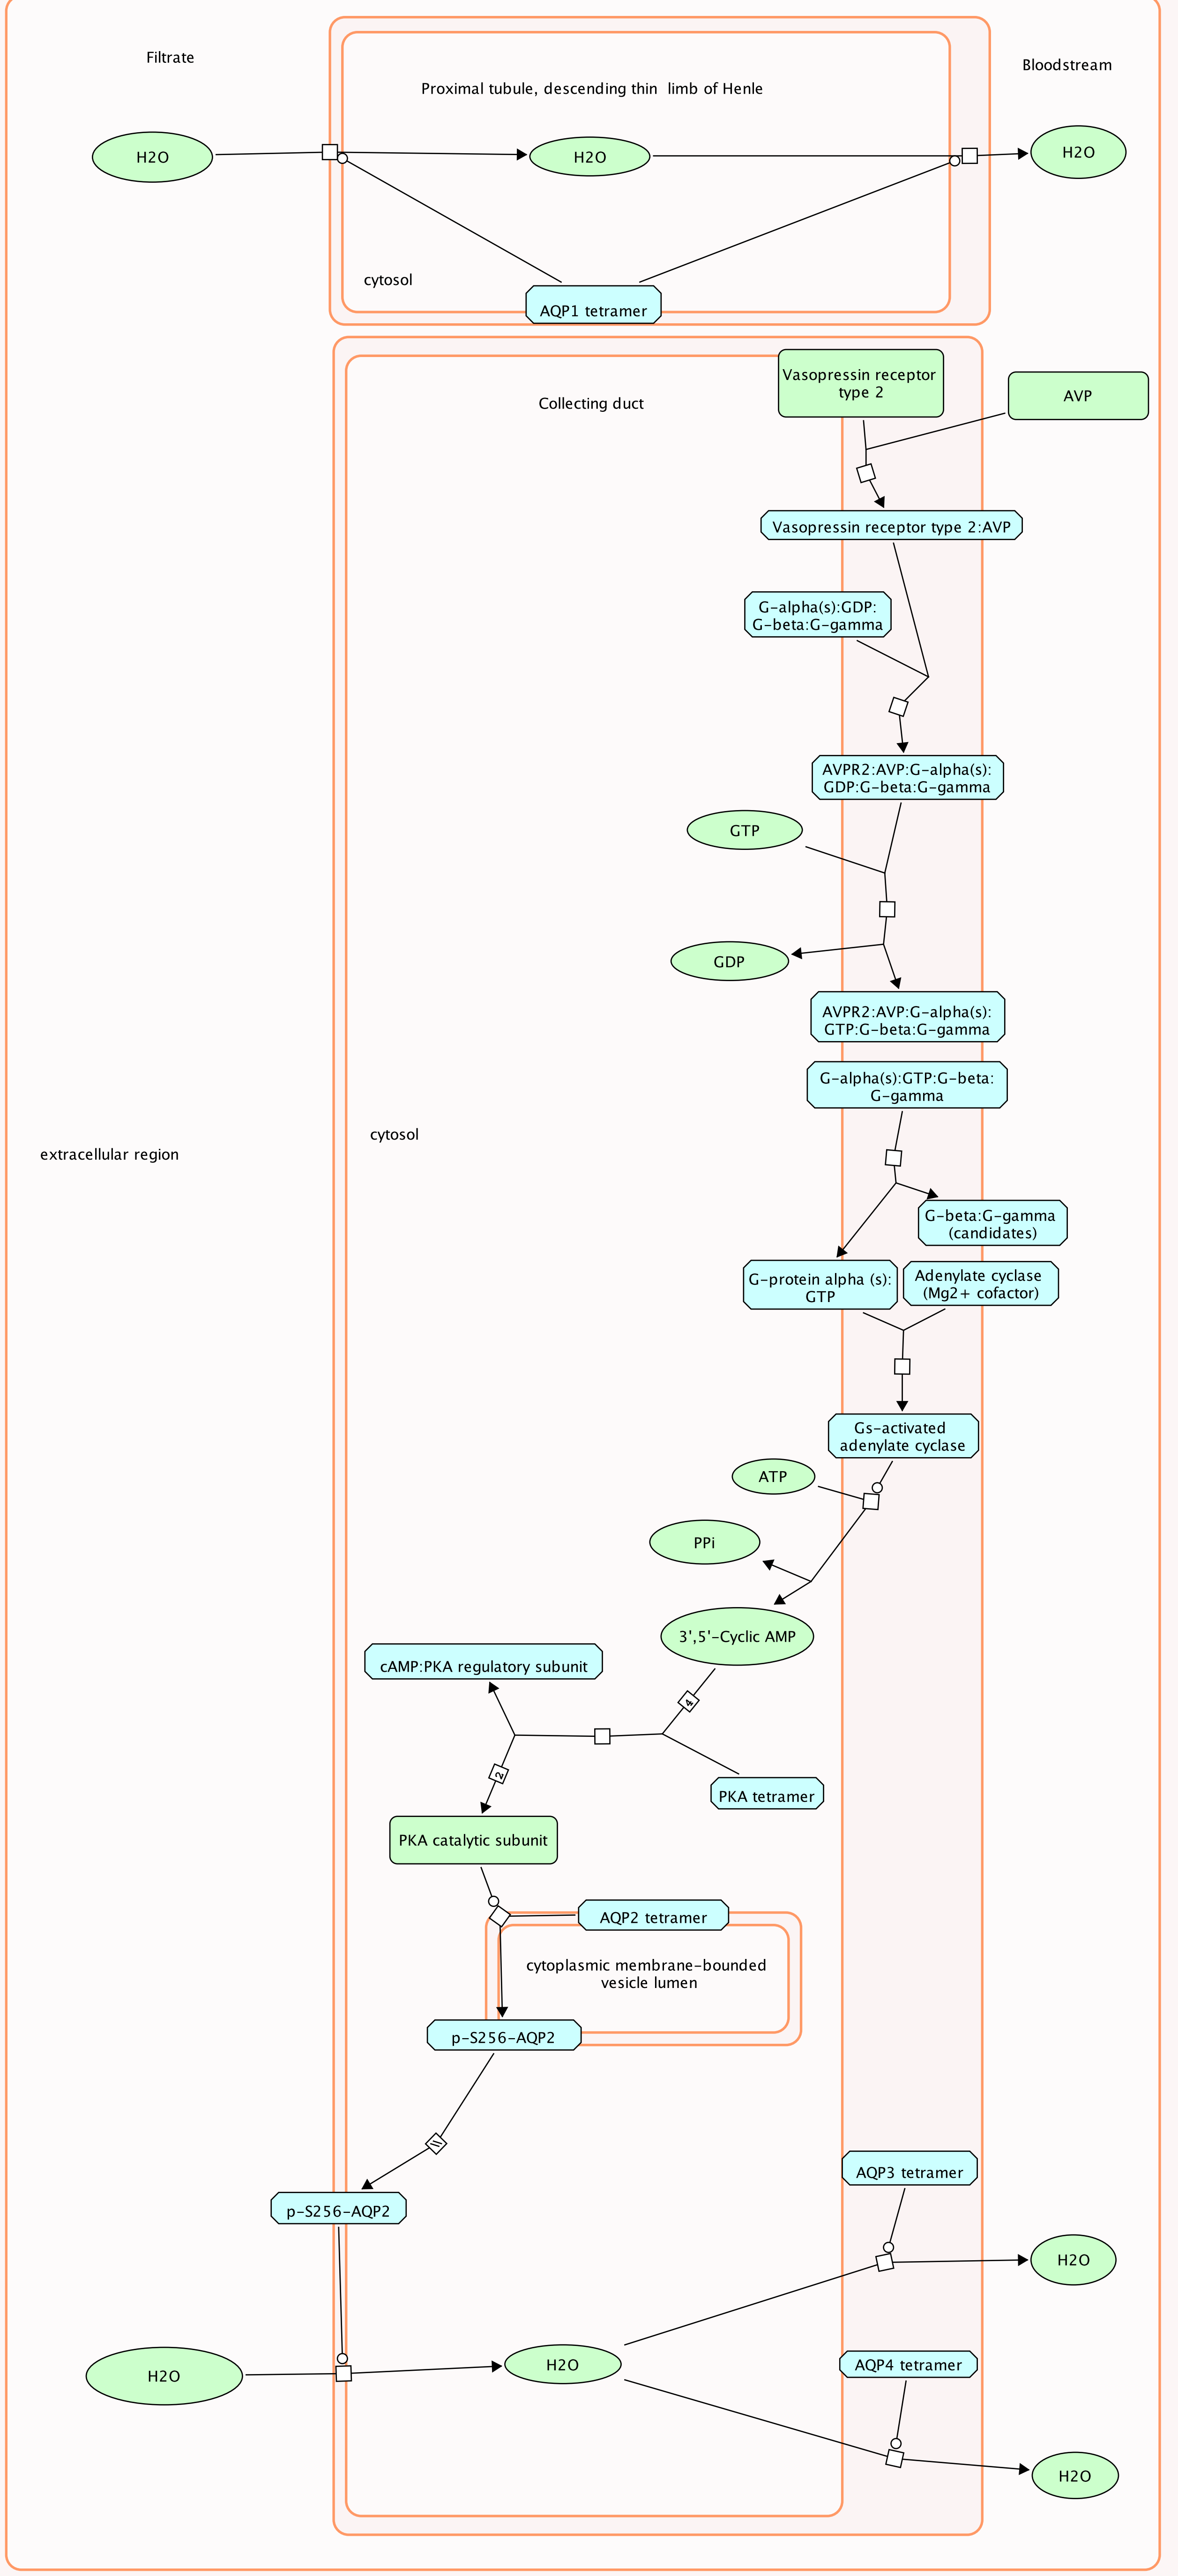 Filtrate
Bloodstream
Proximal tubule, descending thin limb of Henle
H2O
H2O
H2O
cytosol
AQP1 tetramer
Vasopressin receptor
type 2
AVP
Collecting duct
Vasopressin receptor type 2:AVP
G-alpha(s):GDP:
G-beta:G-gamma
AVPR2:AVP:G-alpha(s):
GDP:G-beta:G-gamma
GTP
GDP
AVPR2:AVP:G-alpha(s):
GTP:G-beta:G-gamma
G-alpha(s):GTP:G-beta:
G-gamma
cytosol
extracellular region
G-beta:G-gamma
(candidates)
G-protein alpha (s):
GTP
Adenylate cyclase
(Mg2+ cofactor)
Gs-activated
adenylate cyclase
ATP
PPi
3',5'-Cyclic AMP
cAMP:PKA regulatory subunit
4
2
PKA tetramer
PKA catalytic subunit
AQP2 tetramer
cytoplasmic membrane-bounded
vesicle lumen
p-S256-AQP2
AQP3 tetramer
p-S256-AQP2
H2O
H2O
H2O
AQP4 tetramer
H2O